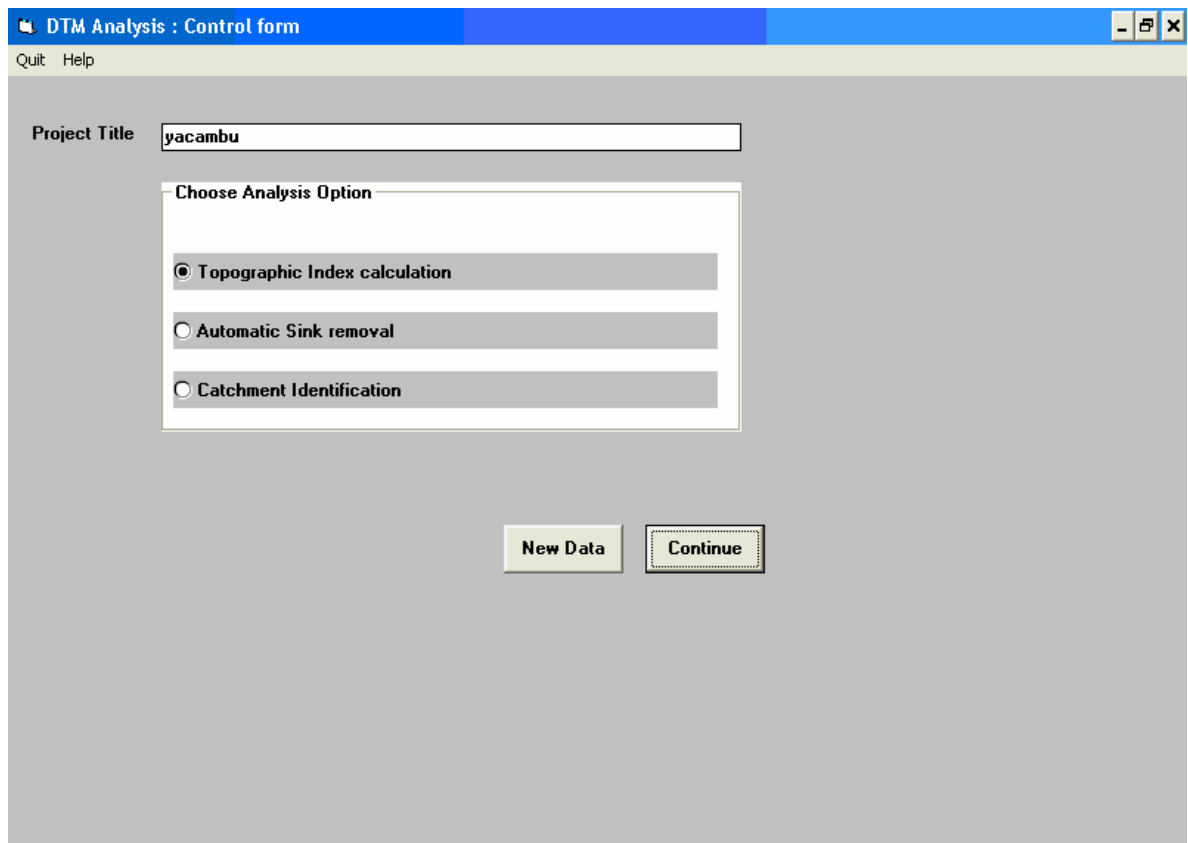 DTM Analysis : Control form
Quit Help
Project Title yacambu
Choose Analysis Option
Topographic Index calculation
Automatic Sink removal
Catchment Identification
New Data Continue